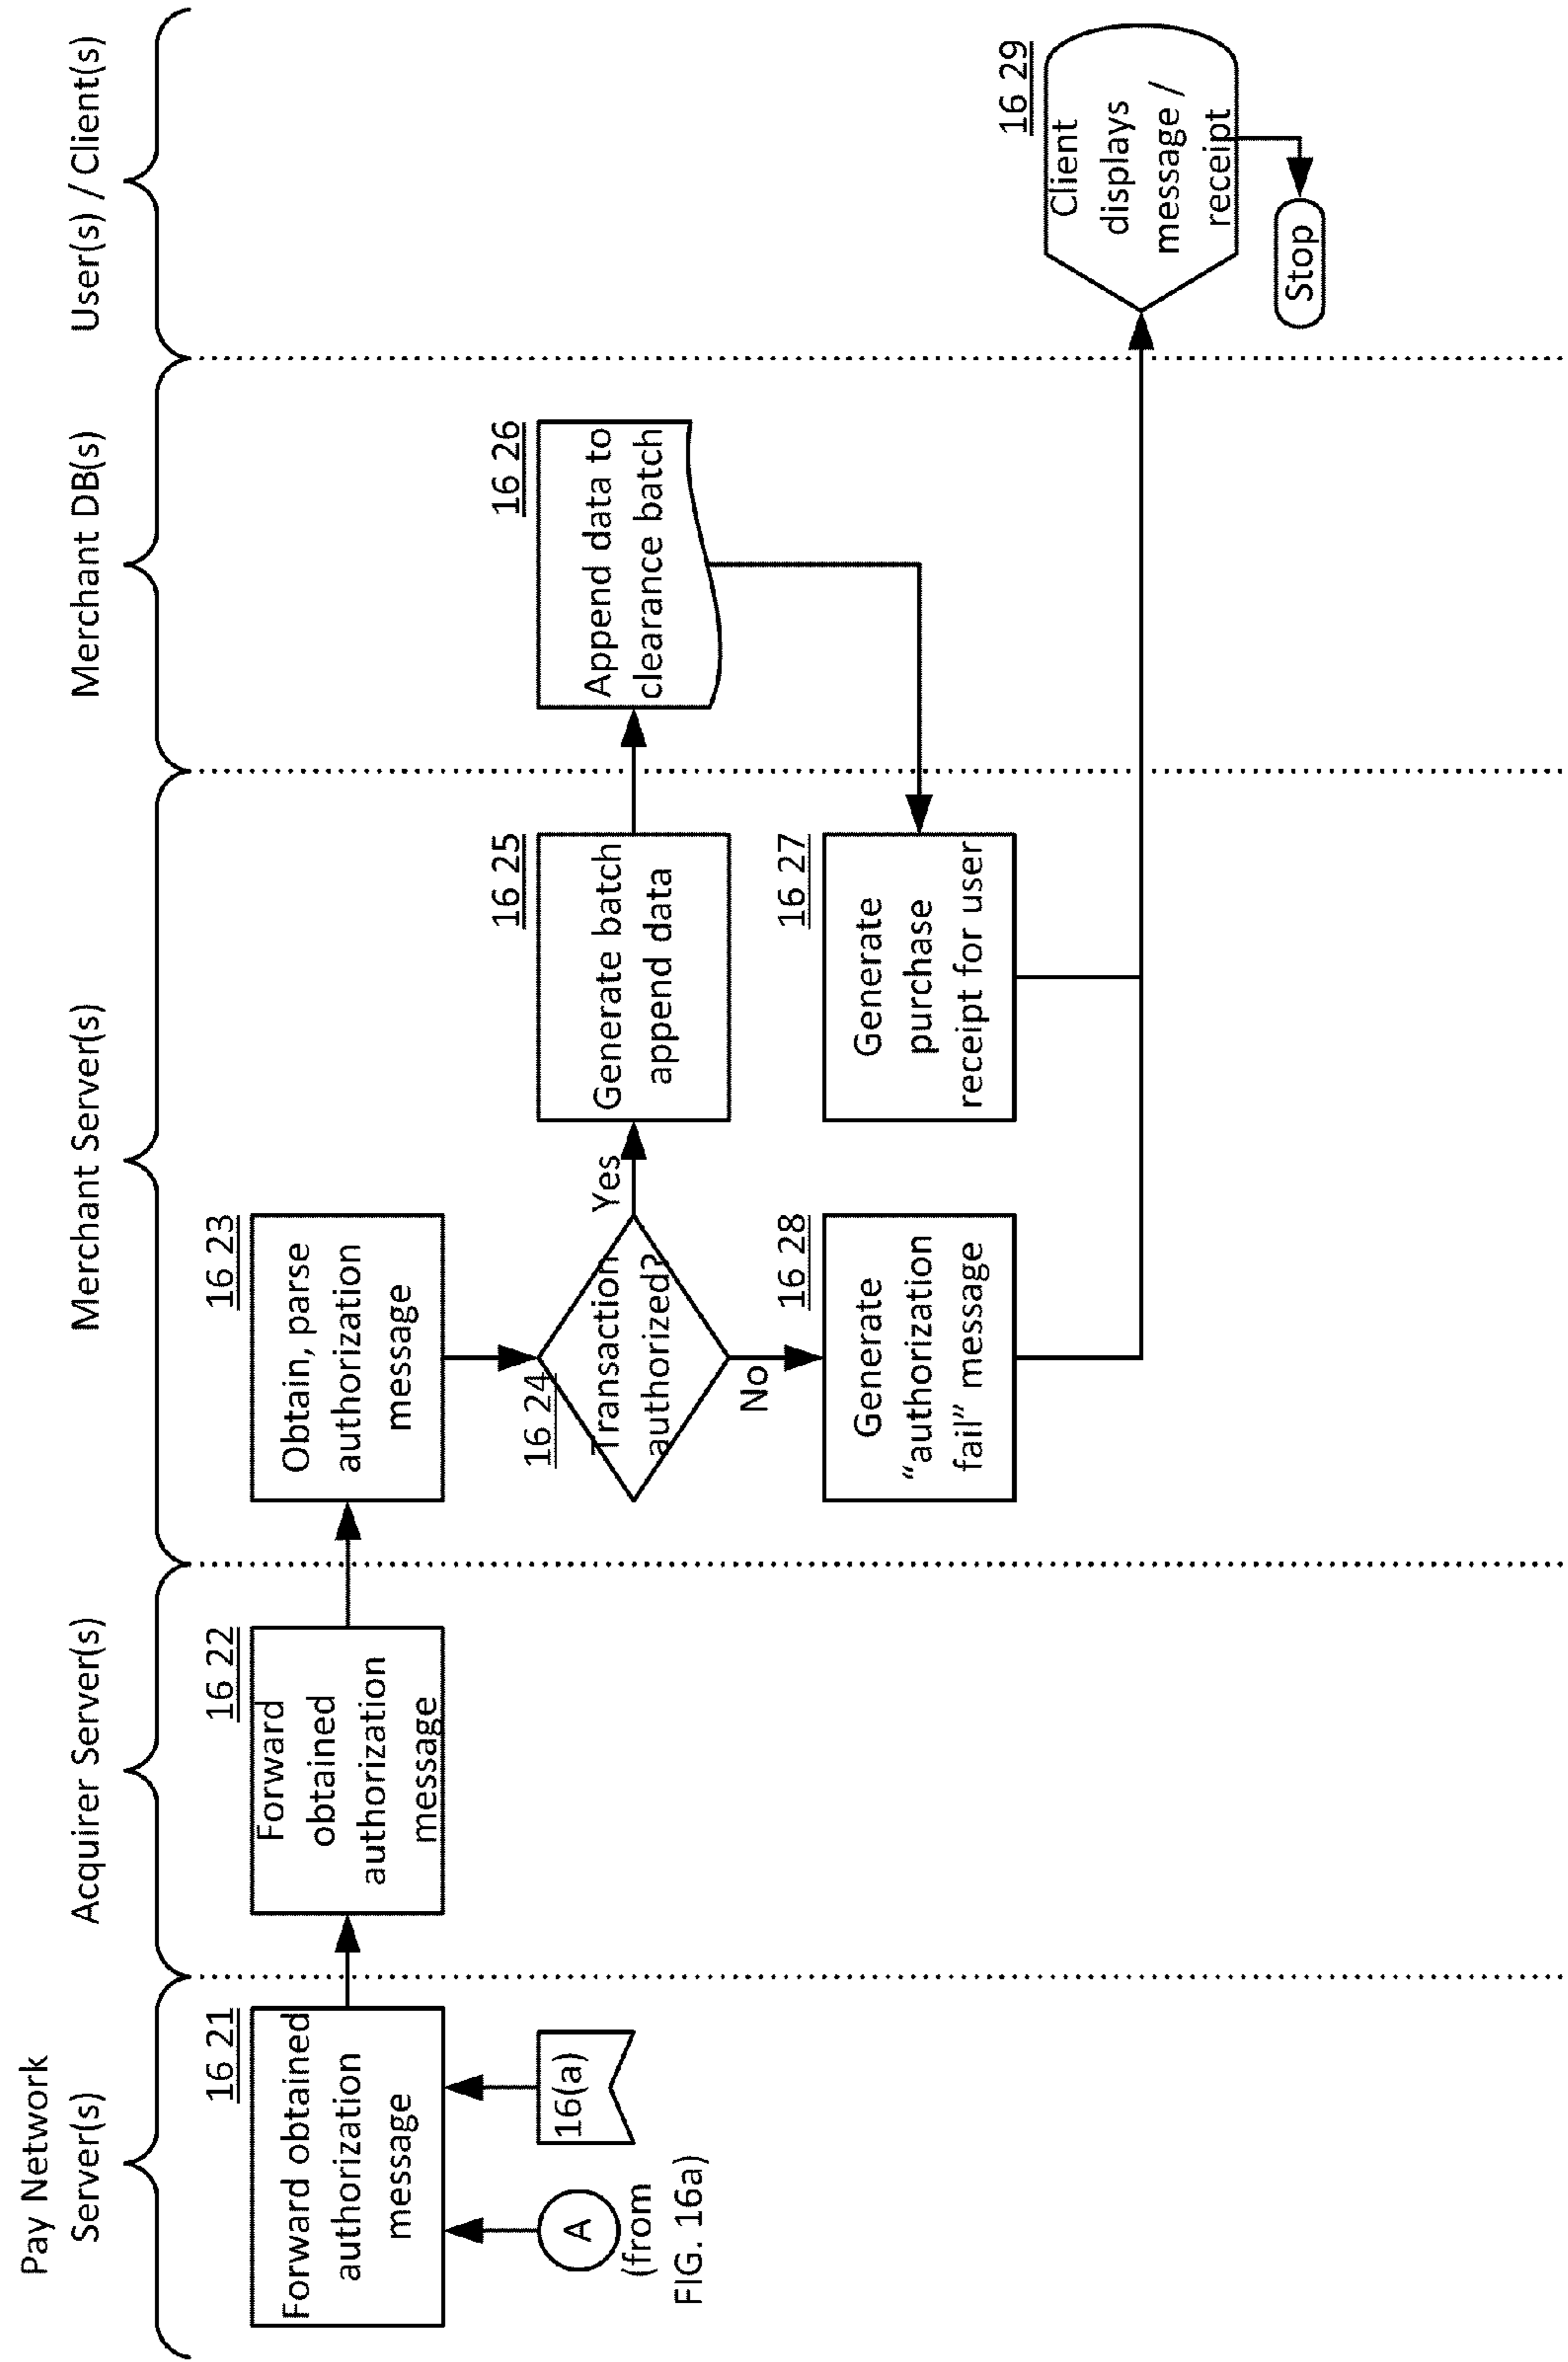 Pay Network
Server(s)
Acquirer Server(s)
Merchant Server(s)
Merchant DB(s)
User(s) / Client(s)
16 21
Forward obtained
authorization
message
A
(from
FIG. 16a)
16(a)
16 22
Forward
obtained
authorization
message
16 23
Obtain, parse
authorization
message
16 24
Transaction
authorized?
Yes
No
16 25
Generate batch
append data
16 26
Append data to
clearance batch
16 27
Generate
purchase
receipt for user
16 28
Generate
“authorization
fail” message
16 29
Client
displays
message /
receipt
Stop